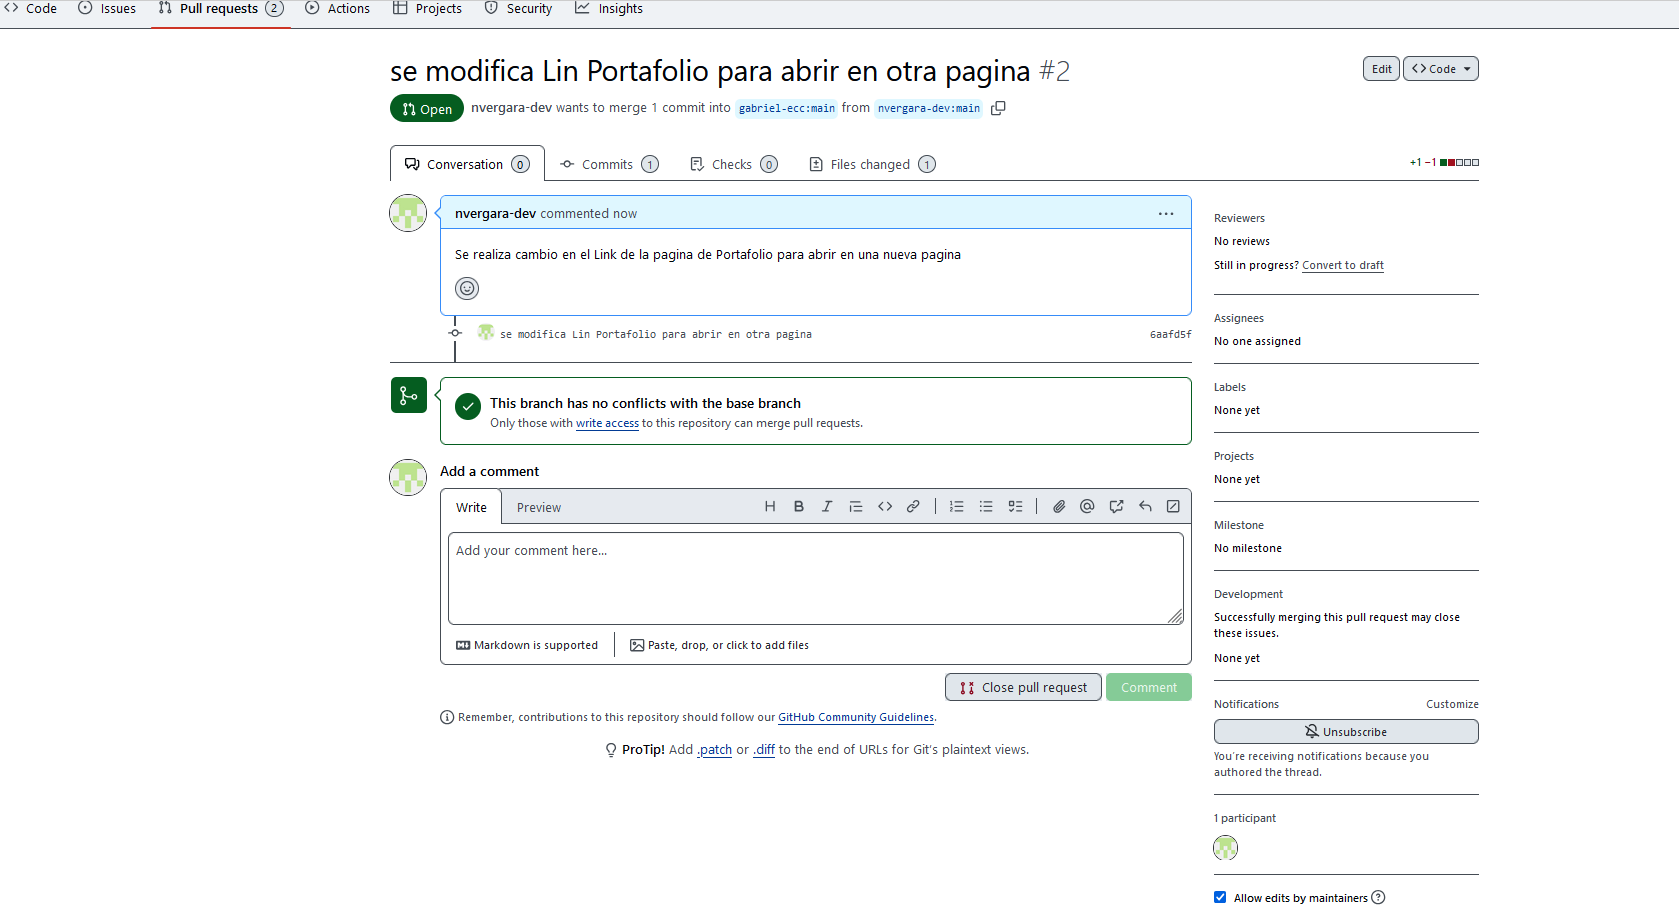 Code Issues Pull requests 2 Actions Projects Security Insights
se modifica Lin Portafolio para abrir en otra pagina #2
Edit Code
Open nvergara-dev wants to merge 1 commit into gabriel-ecc:main from nvergara-dev:main
Conversation 0 Commits 1 Checks 0 Files changed 1
+1 −1
nvergara-dev commented now
Se realiza cambio en el Link de la pagina de Portafolio para abrir en una nueva pagina
se modifica Lin Portafolio para abrir en otra pagina 6aafd5f
This branch has no conflicts with the base branch
Only those with write access to this repository can merge pull requests.
Add a comment
Write Preview
Add your comment here...
Markdown is supported
Paste, drop, or click to add files
Close pull request Comment
Remember, contributions to this repository should follow our GitHub Community Guidelines.
ProTip! Add .patch or .diff to the end of URLs for Git's plaintext views.
Reviewers
No reviews
Still in progress? Convert to draft
Assignees
No one assigned
Labels
None yet
Projects
None yet
Milestone
No milestone
Development
Successfully merging this pull request may close
these issues.
None yet
Notifications Customize
Unsubscribe
You're receiving notifications because you
authored the thread.
1 participant
Allow edits by maintainers